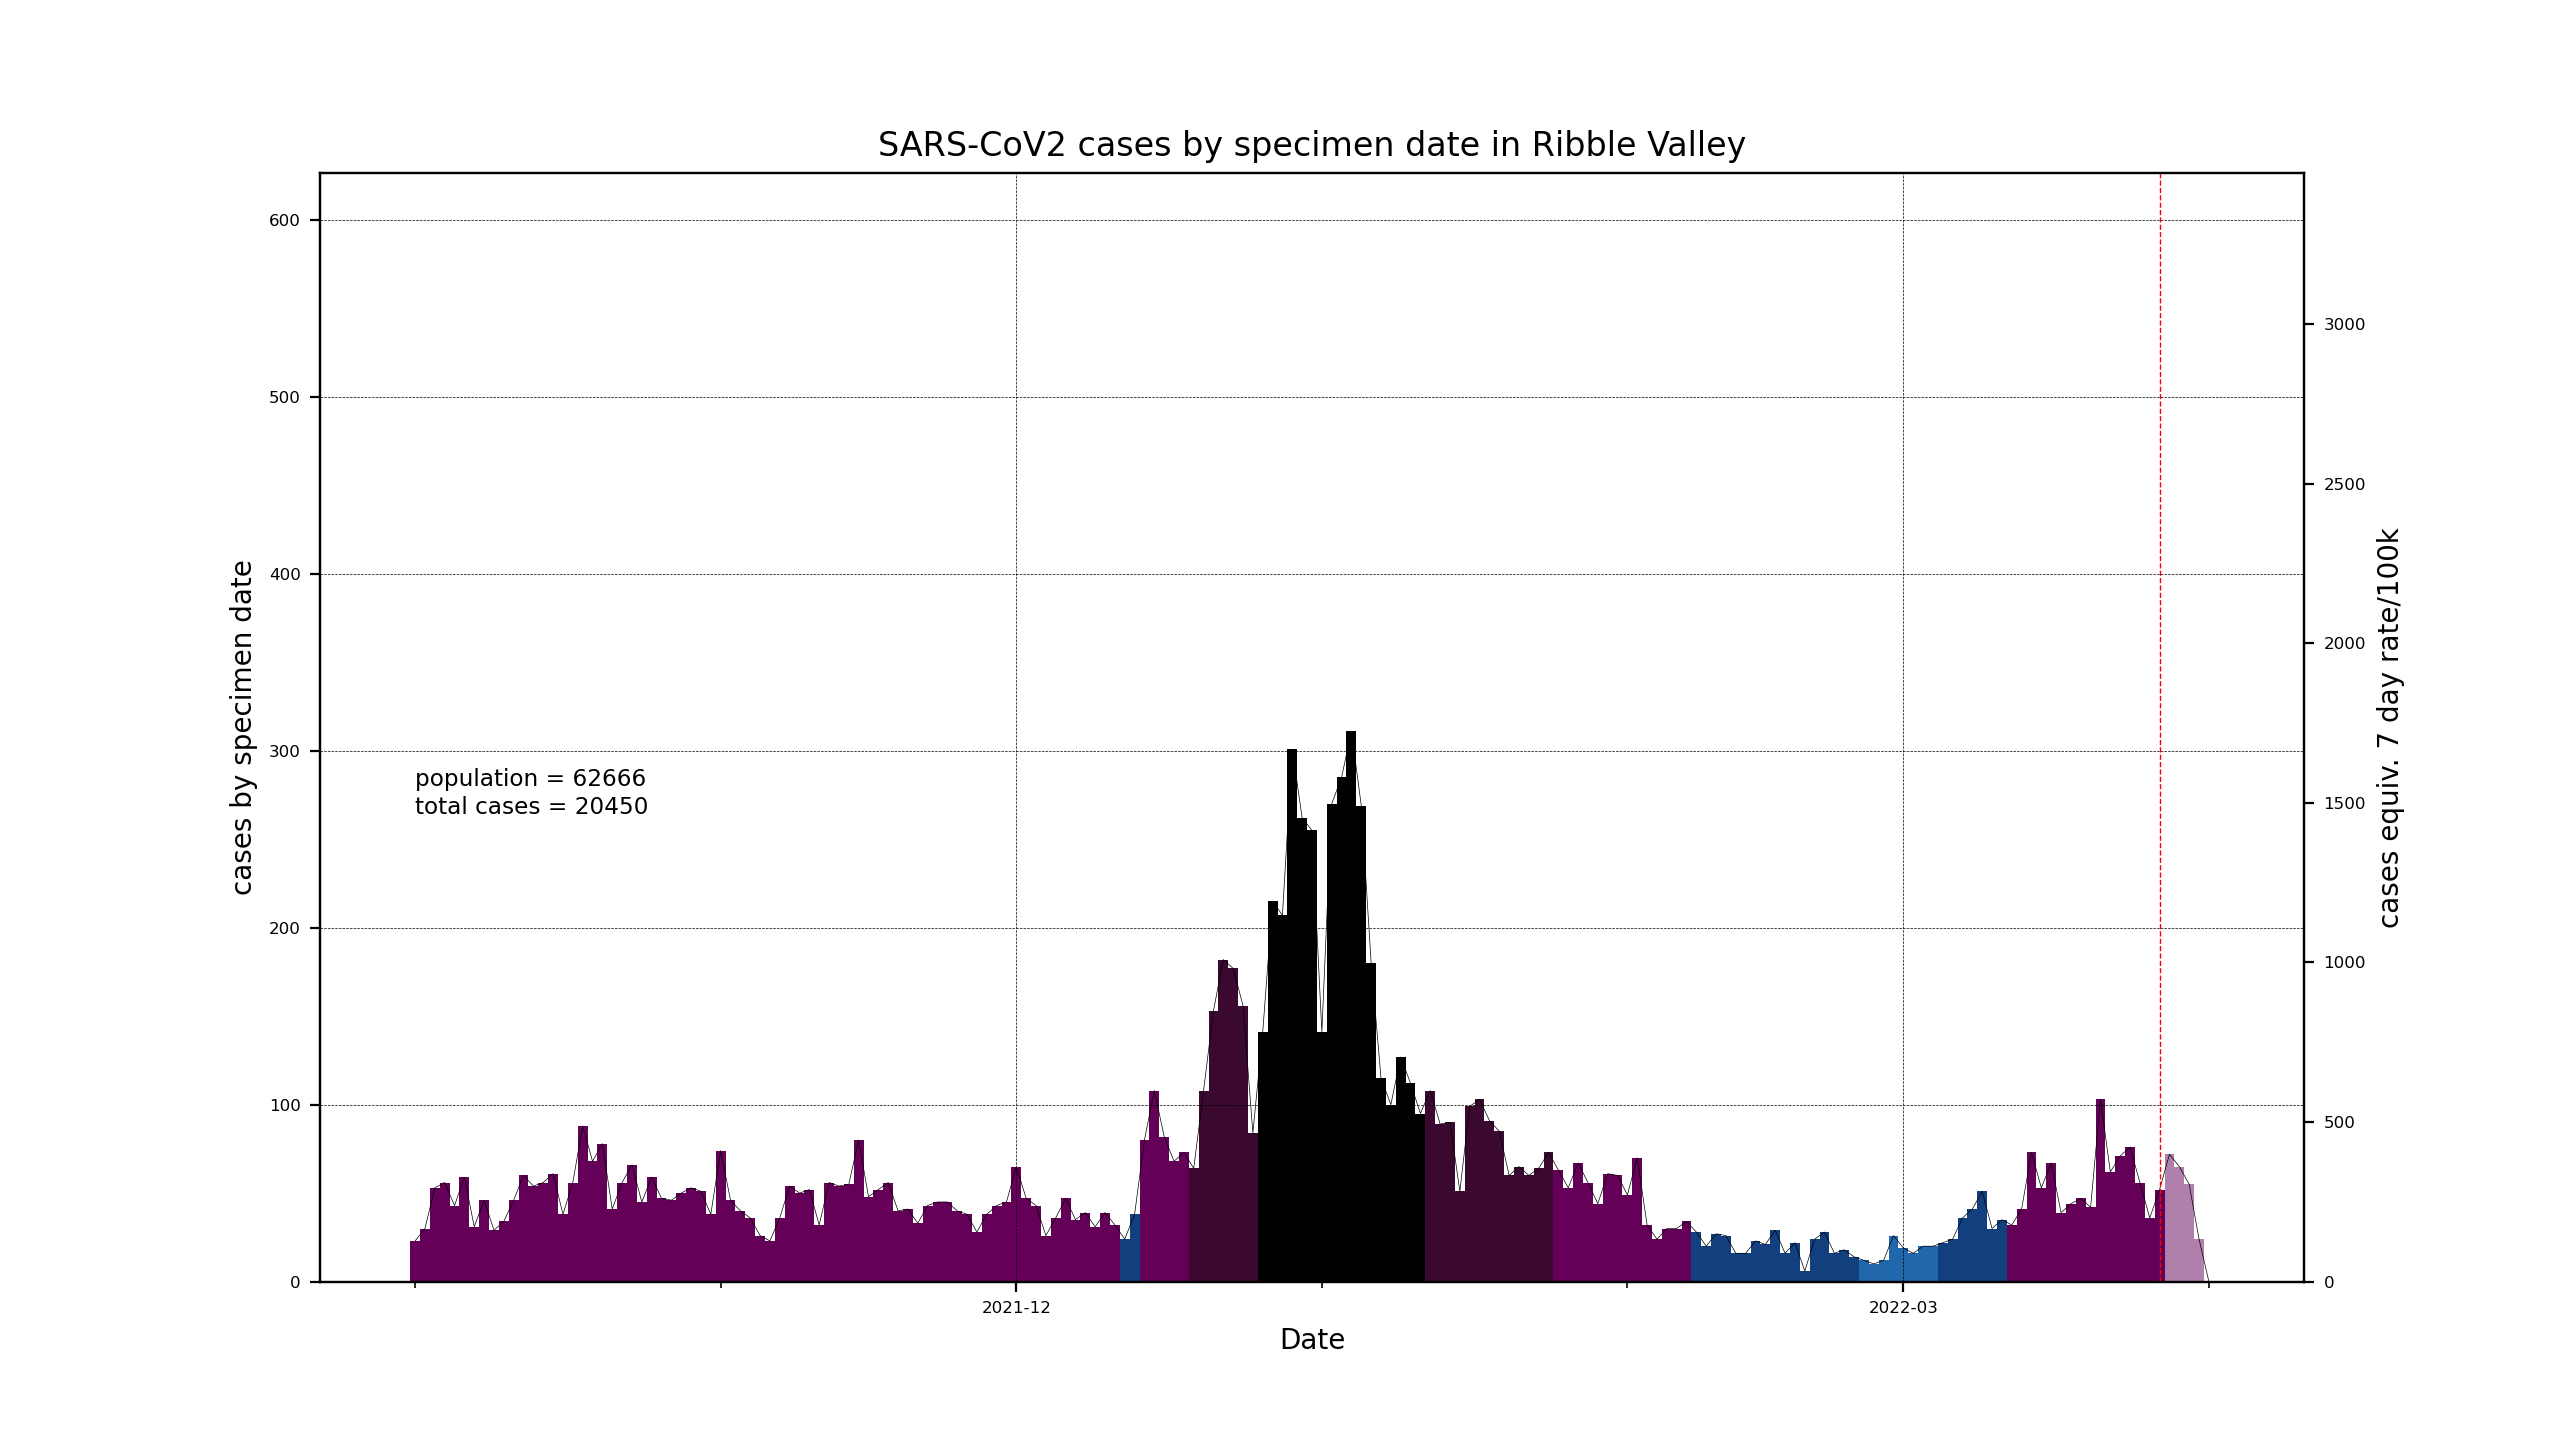 SARS-CoV2 cases by specimen date in Ribble Valley
600
500
400
300
200
100
0
cases by specimen date
population = 62666
total cases = 20450
3000
2500
2000
1500
1000
500
0
cases equiv. 7 day rate/100k
2021-12
2022-03
Date